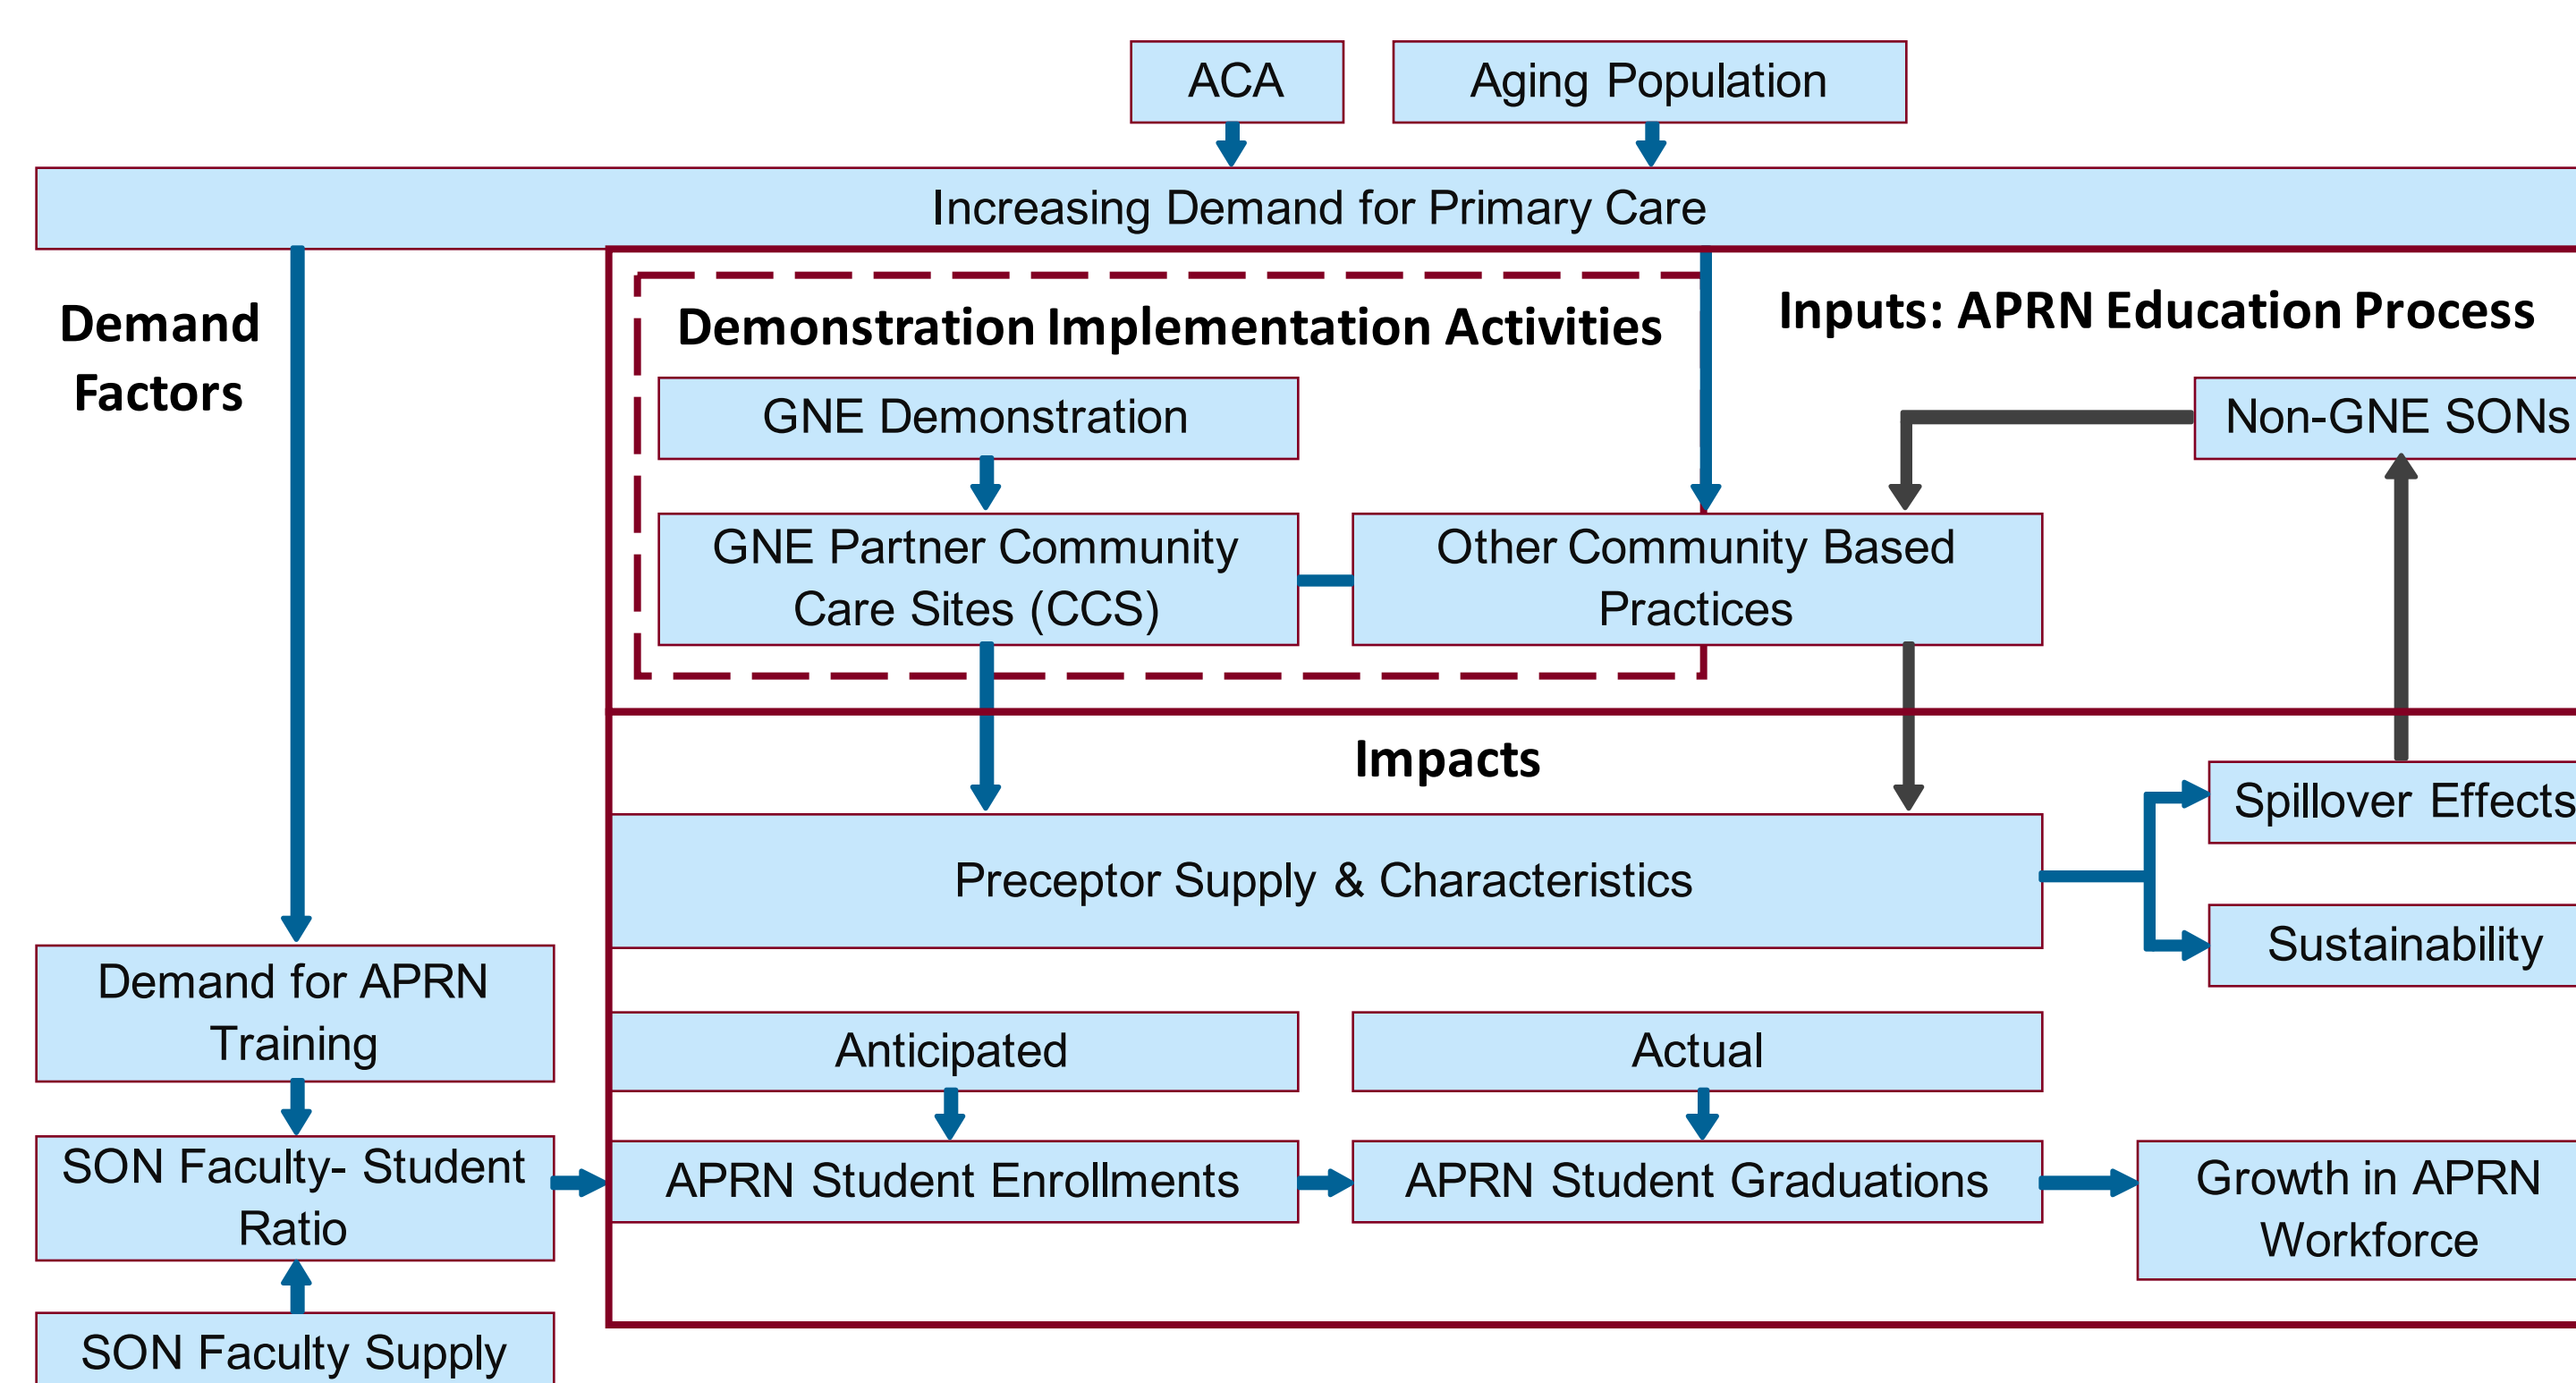 ACA
Aging Population
Increasing Demand for Primary Care
Demand
Factors
Demonstration Implementation Activities
Inputs: APRN Education Process
GNE Demonstration
Non-GNE SONs
GNE Partner Community
Care Sites (CCS)
Other Community Based
Practices
Impacts
Spillover Effects
Preceptor Supply & Characteristics
Sustainability
Demand for APRN
Training
Anticipated
Actual
SON Faculty- Student
Ratio
APRN Student Enrollments
APRN Student Graduations
Growth in APRN
Workforce
SON Faculty Supply